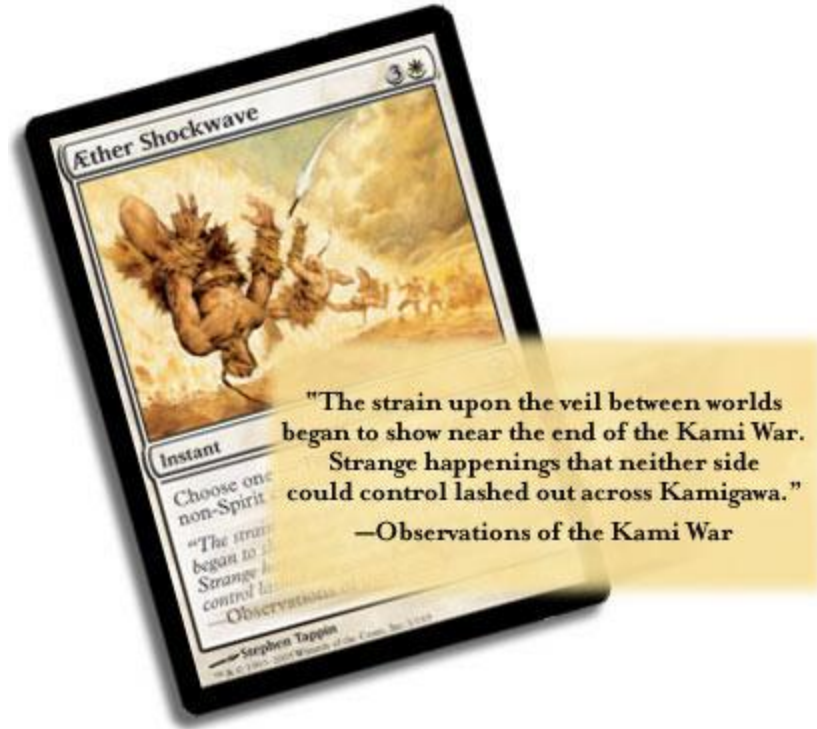 Æther Shockwave 3
Instant
Choose one
non-Spirit
"The strain
began to
Strange
control
—Observations of
"The strain upon the veil between worlds
began to show near the end of the Kami War.
Strange happenings that neither side
could control lashed out across Kamigawa.”
—Observations of the Kami War
Stephen Tappin